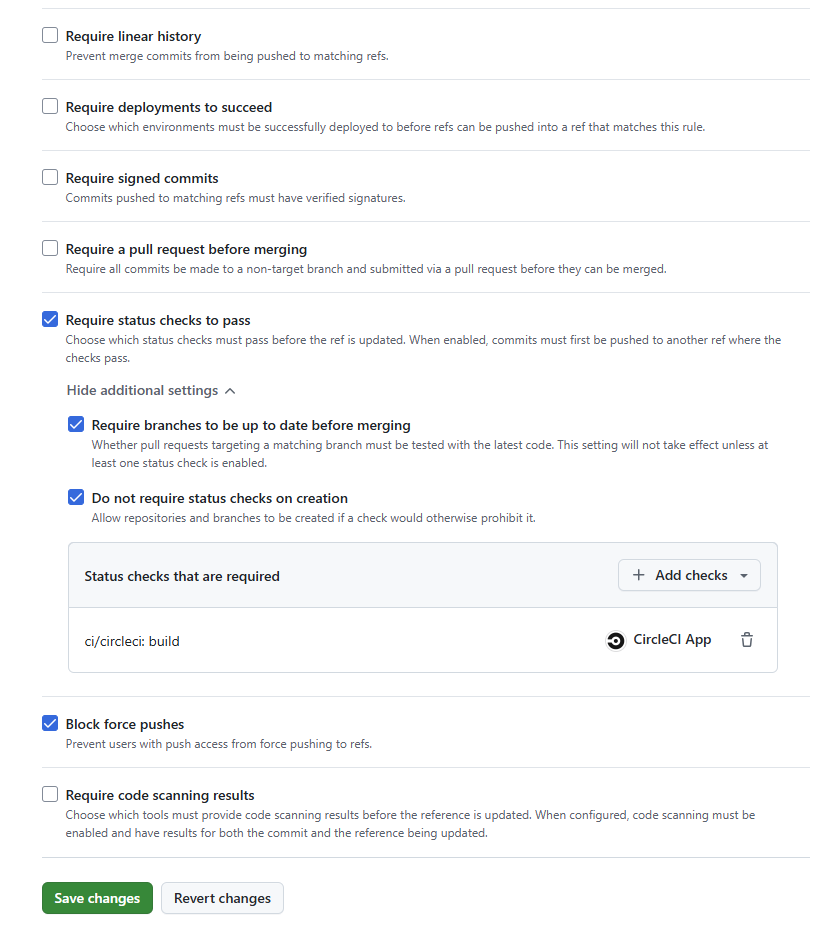 Require linear history
Prevent merge commits from being pushed to matching refs.
Require deployments to succeed
Choose which environments must be successfully deployed to before refs can be pushed into a ref that matches this rule.
Require signed commits
Commits pushed to matching refs must have verified signatures.
Require a pull request before merging
Require all commits be made to a non-target branch and submitted via a pull request before they can be merged.
Require status checks to pass
Choose which status checks must pass before the ref is updated. When enabled, commits must first be pushed to another ref where the
checks pass.
Hide additional settings
Require branches to be up to date before merging
Whether pull requests targeting a matching branch must be tested with the latest code. This setting will not take effect unless at
least one status check is enabled.
Do not require status checks on creation
Allow repositories and branches to be created if a check would otherwise prohibit it.
Status checks that are required
Add checks
ci/circleci: build
CircleCI App
Block force pushes
Prevent users with push access from force pushing to refs.
Require code scanning results
Choose which tools must provide code scanning results before the reference is updated. When configured, code scanning must be
enabled and have results for both the commit and the reference being updated.
Save changes
Revert changes